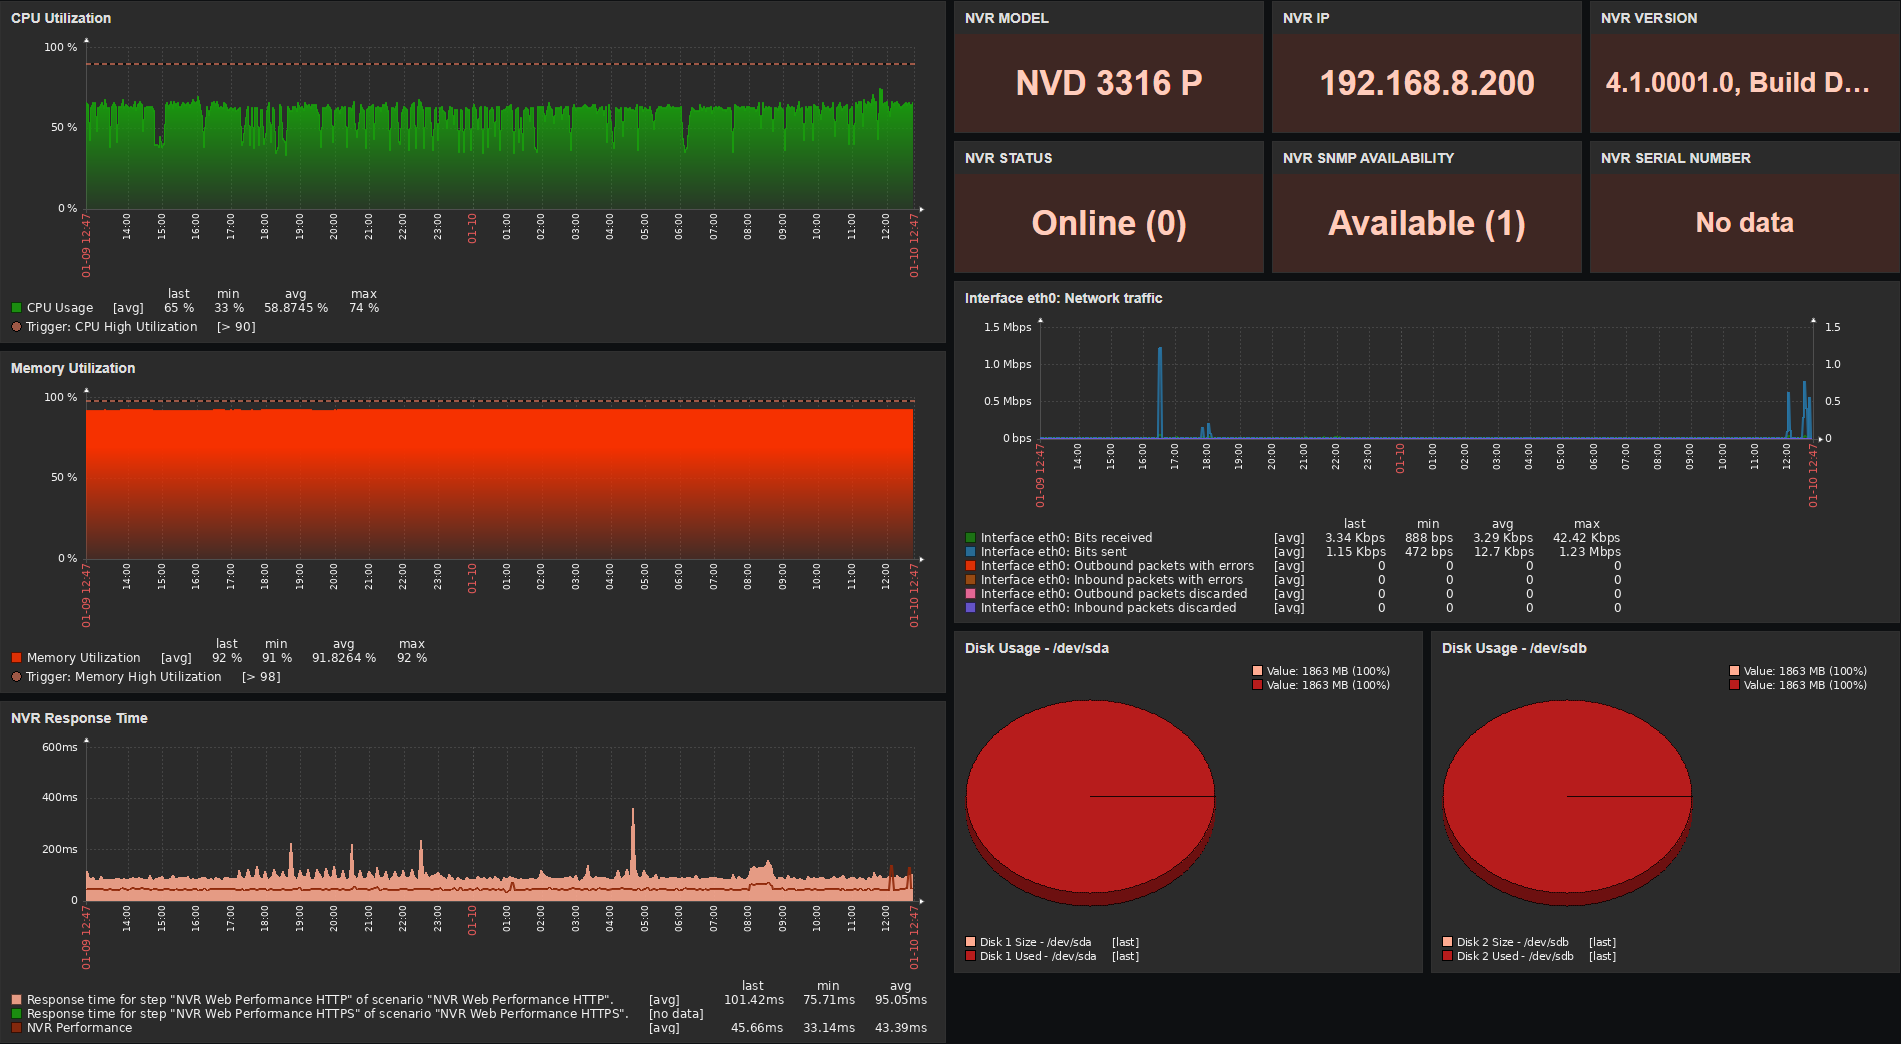 CPU Utilization
100 %
50 %
0 %
01-09 12:47 14:00 15:00 16:00 17:00 18:00 19:00 20:00 21:00 22:00 23:00 01-10 01:00 02:00 03:00 04:00 05:00 06:00 07:00 08:00 09:00 10:00 11:00 12:00 01-10 12:47
last min avg max
CPU Usage [avg] 65 % 33 % 58.8745 % 74 %
Trigger: CPU High Utilization [> 90]
Memory Utilization
100 %
50 %
0 %
01-09 12:47 14:00 15:00 16:00 17:00 18:00 19:00 20:00 21:00 22:00 23:00 01-10 01:00 02:00 03:00 04:00 05:00 06:00 07:00 08:00 09:00 10:00 11:00 12:00 01-10 12:47
last min avg max
Memory Utilization [avg] 92 % 91 % 91.8264 % 92 %
Trigger: Memory High Utilization [> 98]
NVR Response Time
600ms
400ms
200ms
0
01-09 12:47 14:00 15:00 16:00 17:00 18:00 19:00 20:00 21:00 22:00 23:00 01-10 01:00 02:00 03:00 04:00 05:00 06:00 07:00 08:00 09:00 10:00 11:00 12:00 01-10 12:47
last min avg
Response time for step "NVR Web Performance HTTP" of scenario "NVR Web Performance HTTP". [avg] 101.42ms 75.71ms 95.05ms
Response time for step "NVR Web Performance HTTPS" of scenario "NVR Web Performance HTTPS". [no data]
NVR Performance [avg] 45.66ms 33.14ms 43.39ms
NVR MODEL
NVD 3316 P
NVR IP
192.168.8.200
NVR VERSION
4.1.0001.0, Build D...
NVR STATUS
Online (0)
NVR SNMP AVAILABILITY
Available (1)
NVR SERIAL NUMBER
No data
Interface eth0: Network traffic
1.5 Mbps 1.5
1.0 Mbps 1.0
0.5 Mbps 0.5
0 bps 0
01-09 12:47 14:00 15:00 16:00 17:00 18:00 19:00 20:00 21:00 22:00 23:00 01-10 01:00 02:00 03:00 04:00 05:00 06:00 07:00 08:00 09:00 10:00 11:00 12:00 01-10 12:47
last min avg max
Interface eth0: Bits received [avg] 3.34 Kbps 888 bps 3.29 Kbps 42.42 Kbps
Interface eth0: Bits sent [avg] 1.15 Kbps 472 bps 12.7 Kbps 1.23 Mbps
Interface eth0: Outbound packets with errors [avg] 0 0 0 0
Interface eth0: Inbound packets with errors [avg] 0 0 0 0
Interface eth0: Outbound packets discarded [avg] 0 0 0 0
Interface eth0: Inbound packets discarded [avg] 0 0 0 0
Disk Usage - /dev/sda
Value: 1863 MB (100%)
Value: 1863 MB (100%)
Disk 1 Size - /dev/sda [last]
Disk 1 Used - /dev/sda [last]
Disk Usage - /dev/sdb
Value: 1863 MB (100%)
Value: 1863 MB (100%)
Disk 2 Size - /dev/sdb [last]
Disk 2 Used - /dev/sdb [last]